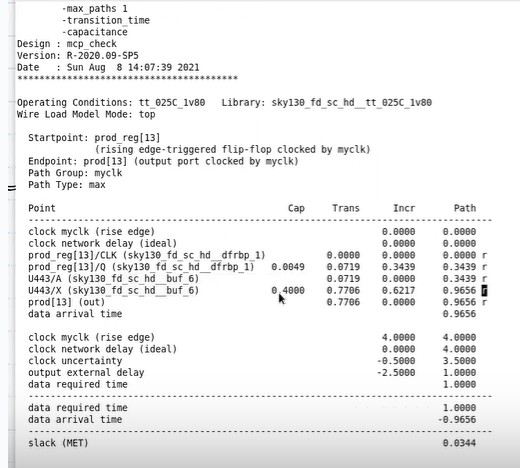 -max_paths 1
-transition_time
-capacitance
Design : mcp_check
Version: R-2020.09-SP5
Date   : Sun Aug  8 14:07:39 2021
****************************************
Operating Conditions: tt_025C_1v80   Library: sky130_fd_sc_hd__tt_025C_1v80
Wire Load Model Mode: top
Startpoint: prod_reg[13]
(rising edge-triggered flip-flop clocked by myclk)
Endpoint: prod[13] (output port clocked by myclk)
Path Group: myclk
Path Type: max
Point Cap Trans Incr Path
clock myclk (rise edge) 0.0000 0.0000
clock network delay (ideal) 0.0000 0.0000
prod_reg[13]/CLK (sky130_fd_sc_hd__dfrbp_1) 0.0000 0.0000 0.0000 r
prod_reg[13]/Q (sky130_fd_sc_hd__dfrbp_1) 0.0049 0.0719 0.3439 0.3439 r
U443/A (sky130_fd_sc_hd__buf_6) 0.0719 0.0000 0.3439 r
U443/X (sky130_fd_sc_hd__buf_6) 0.4000 0.7706 0.6217 0.9656 r
prod[13] (out) 0.7706 0.0000 0.9656 r
data arrival time 0.9656
clock myclk (rise edge) 4.0000 4.0000
clock network delay (ideal) 0.0000 4.0000
clock uncertainty -0.5000 3.5000
output external delay -2.5000 1.0000
data required time 1.0000
data required time 1.0000
data arrival time -0.9656
slack (MET) 0.0344